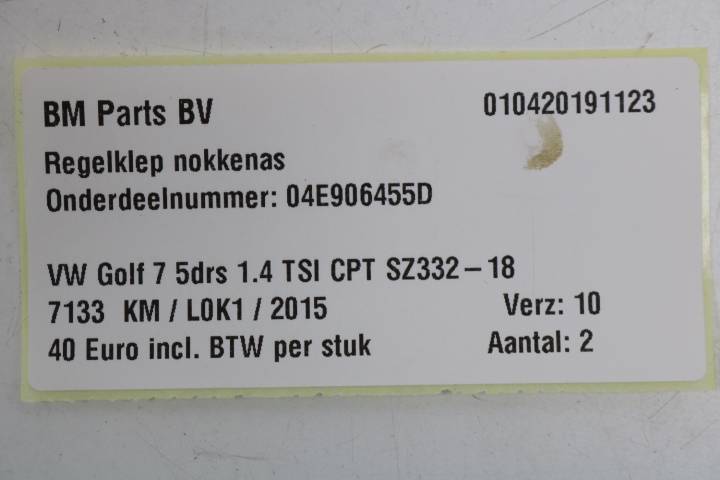 BM Parts BV 010420191123
Regelklep nokkenas
Onderdeelnummer: 04E906455D
VW Golf 7 5drs 1.4 TSI CPT SZ332-18
7133 KM / L0K1 / 2015 Verz: 10
40 Euro incl. BTW per stuk Aantal: 2